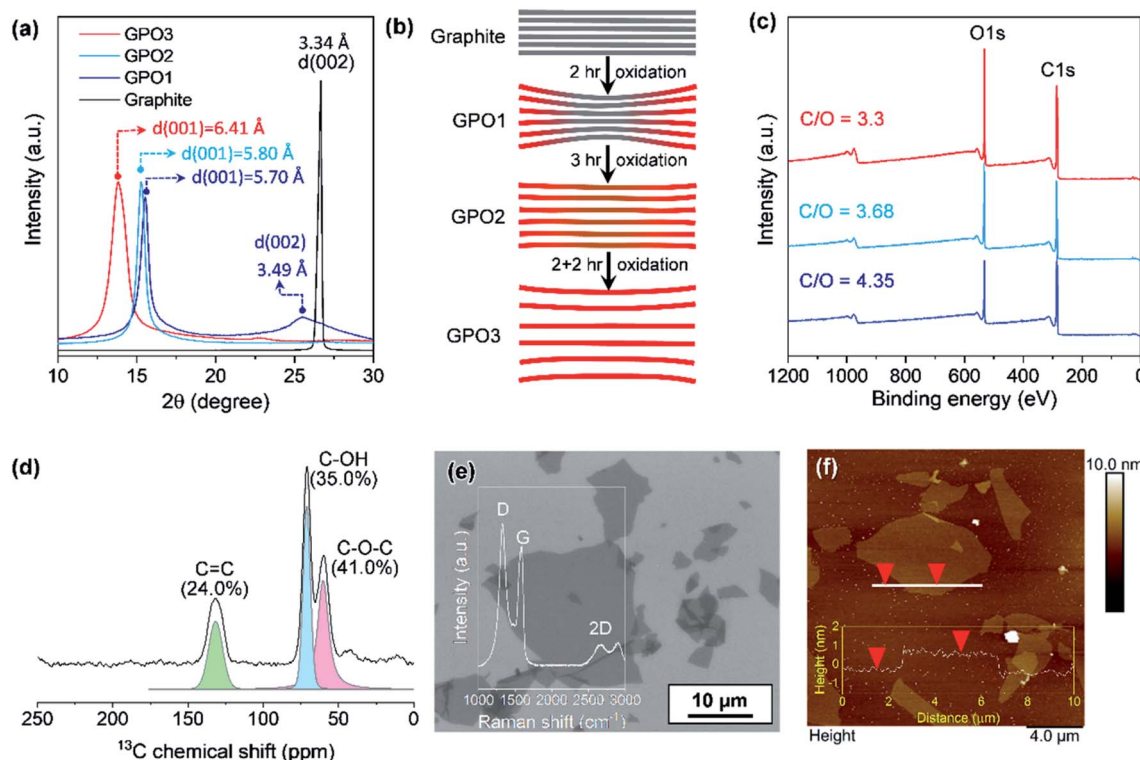 (a)
GPO3
GPO2
GPO1
Graphite
3.34 Å
d(002)
d(001)=6.41 Å
d(001)=5.80 Å
d(001)=5.70 Å
d(002)
3.49 Å
Intensity (a.u.)
10 15 20 25 30
2θ (degree)
(b)
Graphite
2 hr oxidation
GPO1
3 hr oxidation
GPO2
2+2 hr oxidation
GPO3
(c)
O1s
C1s
C/O = 3.3
C/O = 3.68
C/O = 4.35
Intensity (a.u.)
1200 1000 800 600 400 200 0
Binding energy (eV)
(d)
C-OH
(35.0%)
C-O-C
(41.0%)
C=C
(24.0%)
250 200 150 100 50 0
¹³C chemical shift (ppm)
(e)
D
G
2D
Intensity (a.u.)
1000 1500 2000 2500 3000
Raman shift (cm⁻¹)
10 μm
(f)
10.0 nm
Height (nm)
2
1
0
-1
0 2 4 6 8 10
Distance (μm)
Height
4.0 μm